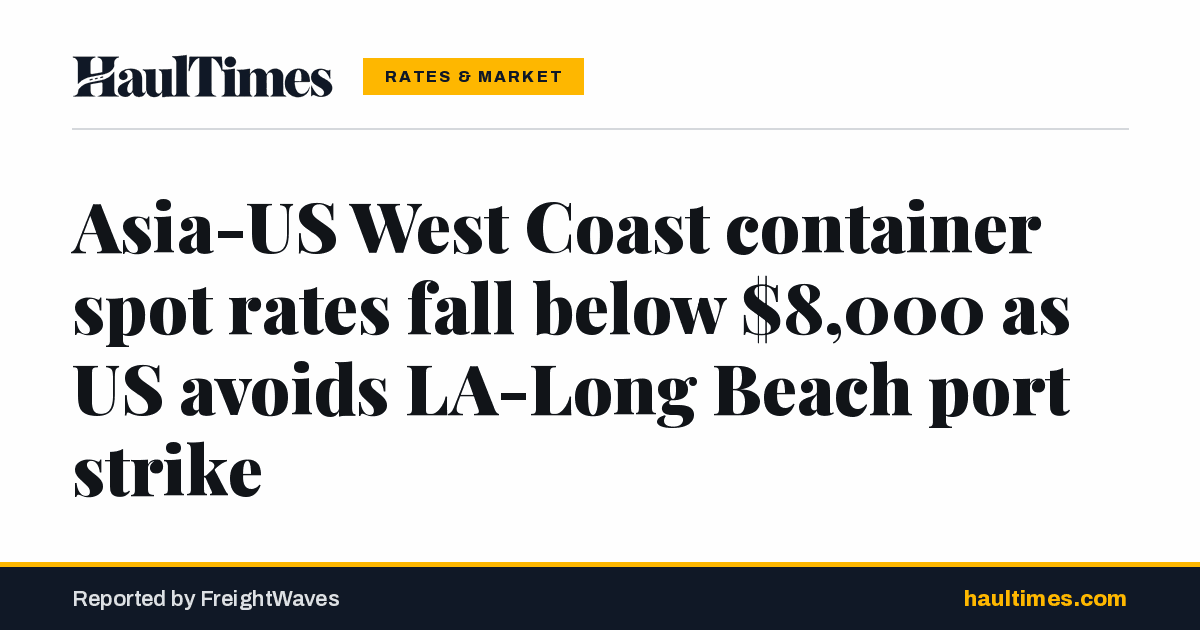 HaulTimes
RATES & MARKET
Asia-US West Coast container
spot rates fall below $8,000 as
US avoids LA-Long Beach port
strike
Reported by FreightWaves
haultimes.com